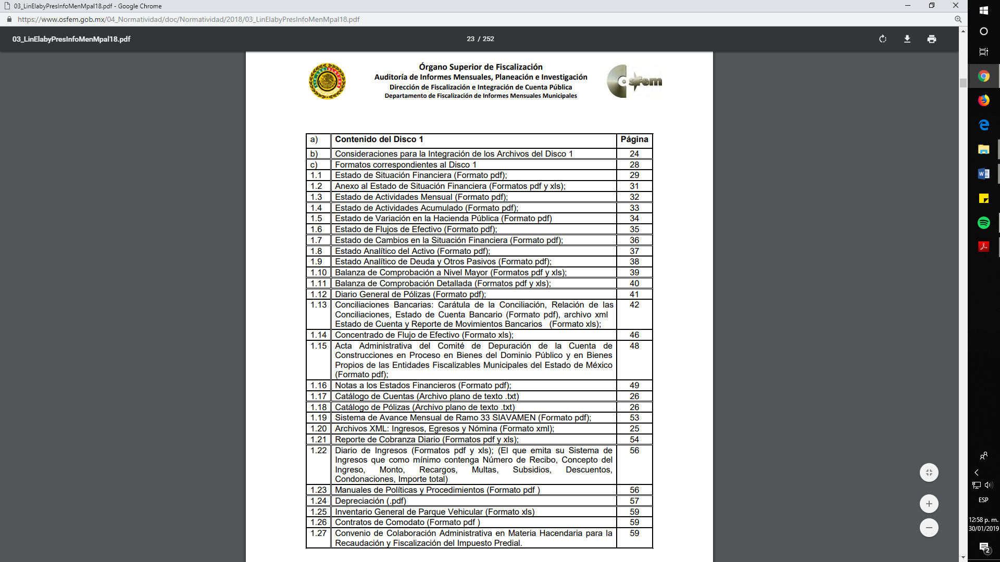 03_LinElabyPresInfoMenMpal18.pdf - Google Chrome
https://www.osfem.gob.mx/04_Normatividad/doc/Normatividad/2018/03_LinElabyPresInfoMenMpal18.pdf
03_LinElabyPresInfoMenMpal18.pdf
23 / 252
Órgano Superior de Fiscalización
Auditoría de Informes Mensuales, Planeación e Investigación
Dirección de Fiscalización e Integración de Cuenta Pública
Departamento de Fiscalización de Informes Mensuales Municipales
osfem
a) Contenido del Disco 1 Página
b) Consideraciones para la Integración de los Archivos del Disco 1 24
c) Formatos correspondientes al Disco 1 28
1.1 Estado de Situación Financiera (Formato pdf); 29
1.2 Anexo al Estado de Situación Financiera (Formatos pdf y xls); 31
1.3 Estado de Actividades Mensual (Formato pdf); 32
1.4 Estado de Actividades Acumulado (Formato pdf); 33
1.5 Estado de Variación en la Hacienda Pública (Formato pdf) 34
1.6 Estado de Flujos de Efectivo (Formato pdf); 35
1.7 Estado de Cambios en la Situación Financiera (Formato pdf); 36
1.8 Estado Analítico del Activo (Formato pdf); 37
1.9 Estado Analítico de Deuda y Otros Pasivos (Formato pdf); 38
1.10 Balanza de Comprobación a Nivel Mayor (Formatos pdf y xls); 39
1.11 Balanza de Comprobación Detallada (Formatos pdf y xls); 40
1.12 Diario General de Pólizas (Formato pdf); 41
1.13 Conciliaciones Bancarias: Carátula de la Conciliación, Relación de las 42
Conciliaciones, Estado de Cuenta Bancario (Formato pdf), archivo xml
Estado de Cuenta y Reporte de Movimientos Bancarios (Formato xls);
1.14 Concentrado de Flujo de Efectivo (Formato xls); 46
1.15 Acta Administrativa del Comité de Depuración de la Cuenta de 48
Construcciones en Proceso en Bienes del Dominio Público y en Bienes
Propios de las Entidades Fiscalizables Municipales del Estado de México
(Formato pdf);
1.16 Notas a los Estados Financieros (Formato pdf); 49
1.17 Catálogo de Cuentas (Archivo plano de texto .txt) 26
1.18 Catálogo de Pólizas (Archivo plano de texto .txt) 26
1.19 Sistema de Avance Mensual de Ramo 33 SIAVAMEN (Formato pdf); 53
1.20 Archivos XML: Ingresos, Egresos y Nómina (Formato xml); 25
1.21 Reporte de Cobranza Diario (Formatos pdf y xls); 54
1.22 Diario de Ingresos (Formatos pdf y xls); (El que emita su Sistema de 56
Ingresos que como mínimo contenga Número de Recibo, Concepto del
Ingreso, Monto, Recargos, Multas, Subsidios, Descuentos,
Condonaciones, Importe total)
1.23 Manuales de Políticas y Procedimientos (Formato pdf ) 56
1.24 Depreciación (.pdf) 57
1.25 Inventario General de Parque Vehicular (Formato xls) 59
1.26 Contratos de Comodato (Formato pdf ) 59
1.27 Convenio de Colaboración Administrativa en Materia Hacendaria para la 59
Recaudación y Fiscalización del Impuesto Predial.
ESP
12:58 p. m.
30/01/2019
2